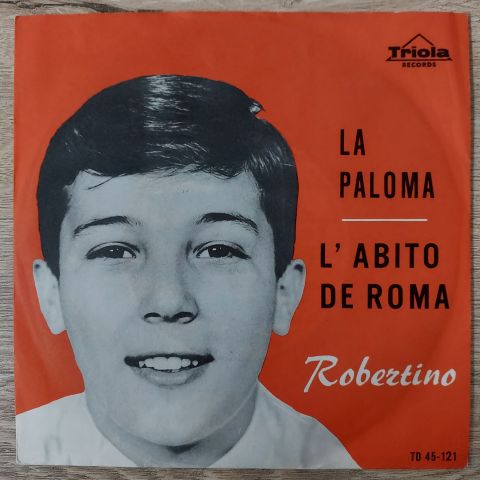 Triola
RECORDS
LA
PALOMA
L' ABITO
DE ROMA
Robertino
TD 45-121